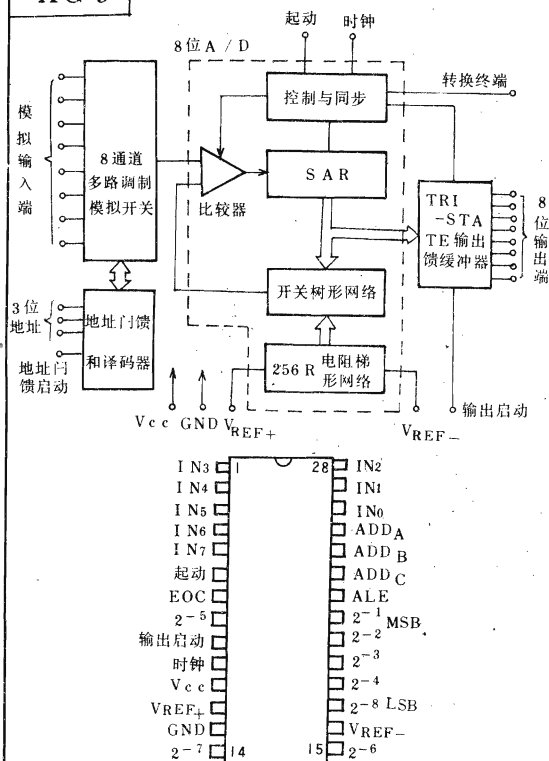 起动 时钟
8位A/D
转换终端
控制与同步
模拟输入端
8通道
多路调制
模拟开关
比较器
SAR
TRI
-STA
TE输出
馈缓冲器
8位输出端
开关树形网络
3位
地址
地址门馈
和译码器
地址门
馈启动
256R 电阻梯
形网络
输出启动
Vcc GND VREF+ VREF-
IN3 1 28 IN2
IN4 IN1
IN5 IN0
IN6 ADDA
IN7 ADDB
起动 ADDC
EOC ALE
2-5 2-1 MSB
输出启动 2-2
时钟 2-3
Vcc 2-4
VREF+ 2-8 LSB
GND VREF-
2-7 14 15 2-6